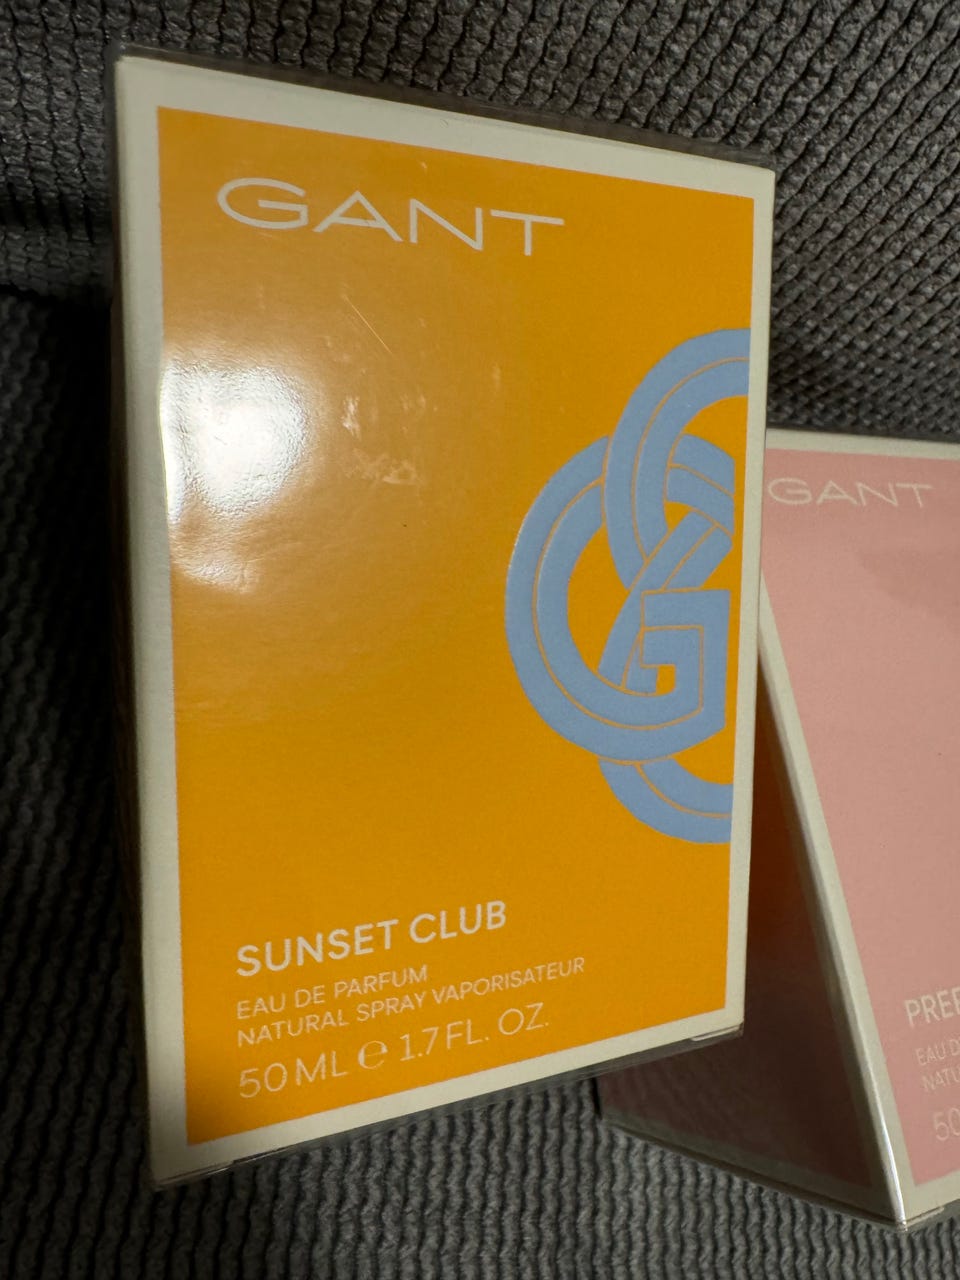 GANT
SUNSET CLUB
EAU DE PARFUM
NATURAL SPRAY VAPORISATEUR
50 ML ℮ 1.7 FL. OZ.
GANT